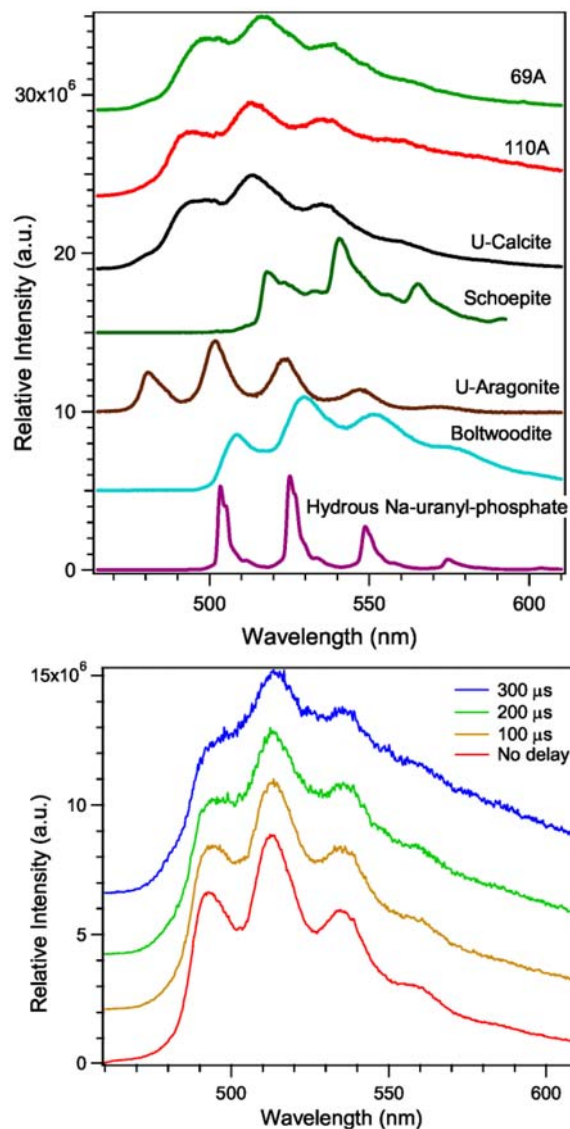 30x10⁶
20
10
0
Relative Intensity (a.u.)
69A
110A
U-Calcite
Schoepite
U-Aragonite
Boltwoodite
Hydrous Na-uranyl-phosphate
500
550
600
Wavelength (nm)
15x10⁶
10
5
0
Relative Intensity (a.u.)
300 µs
200 µs
100 µs
No delay
500
550
600
Wavelength (nm)